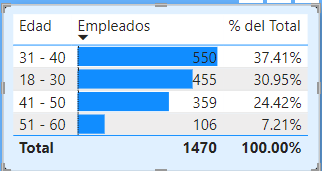 Edad Empleados % del Total
31 - 40 550 37.41%
18 - 30 455 30.95%
41 - 50 359 24.42%
51 - 60 106 7.21%
Total 1470 100.00%